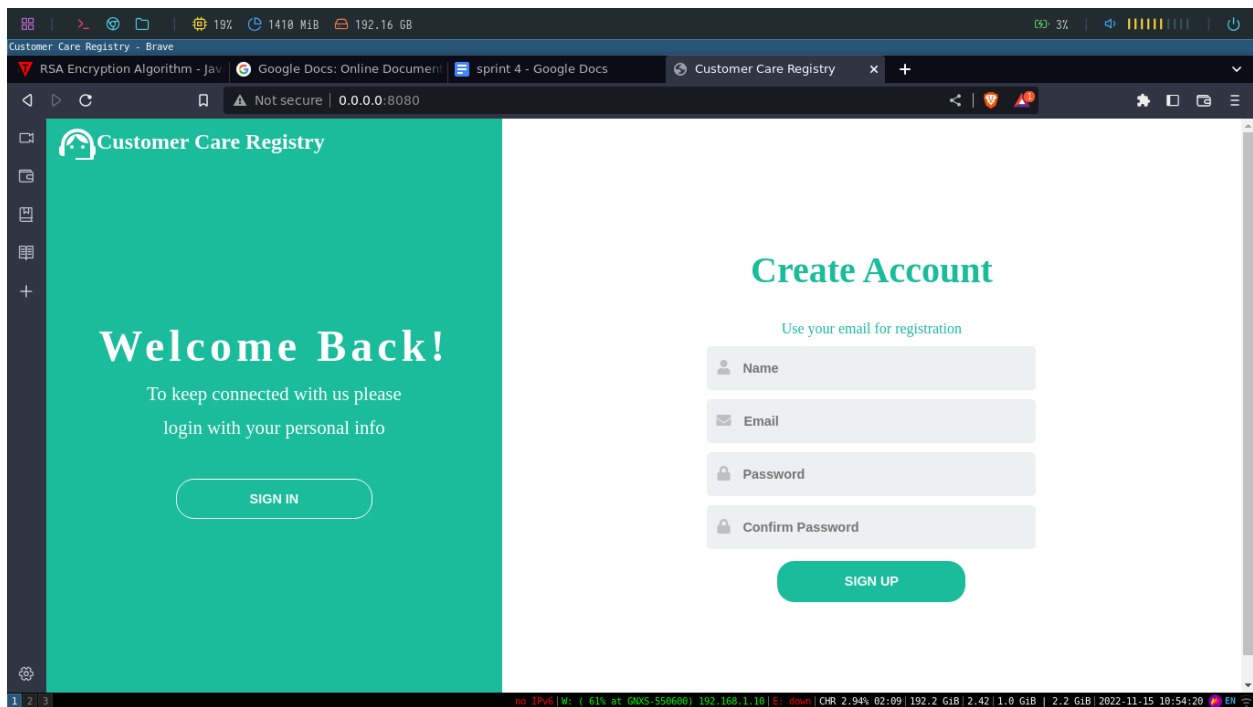 19% 1410 MiB 192.16 GB 3%
Customer Care Registry - Brave
RSA Encryption Algorithm - Jav Google Docs: Online Document sprint 4 - Google Docs Customer Care Registry
Not secure 0.0.0.0:8080 1
Customer Care Registry
Welcome Back!
To keep connected with us please
login with your personal info
SIGN IN
Create Account
Use your email for registration
Name
Email
Password
Confirm Password
SIGN UP
1 2 3 no IPv6|W: ( 61% at GNXS-550600) 192.168.1.10|E: down|CHR 2.94% 02:09|192.2 GiB|2.42|1.0 GiB | 2.2 GiB|2022-11-15 10:54:20 EN